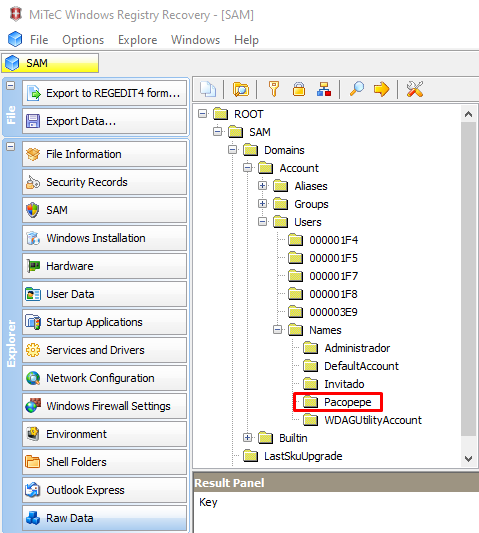 MiTeC Windows Registry Recovery - [SAM]
File Options Explore Windows Help
SAM
File
Export to REGEDIT4 form...
Export Data...
Explorer
File Information
Security Records
SAM
Windows Installation
Hardware
User Data
Startup Applications
Services and Drivers
Network Configuration
Windows Firewall Settings
Environment
Shell Folders
Outlook Express
Raw Data
ROOT
SAM
Domains
Account
Aliases
Groups
Users
000001F4
000001F5
000001F7
000001F8
000003E9
Names
Administrador
DefaultAccount
Invitado
Pacopepe
WDAGUtilityAccount
Builtin
LastSkuUpgrade
Result Panel
Key